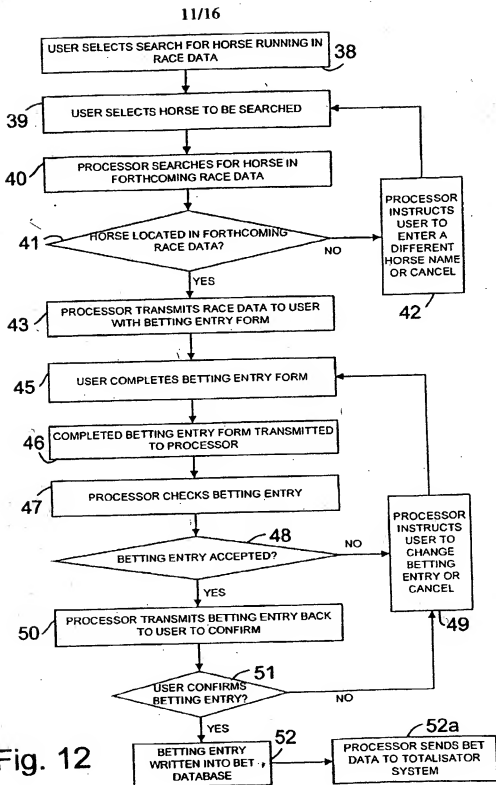 11/16
USER SELECTS SEARCH FOR HORSE RUNNING IN
RACE DATA
38
39
USER SELECTS HORSE TO BE SEARCHED
40
PROCESSOR SEARCHES FOR HORSE IN
FORTHCOMING RACE DATA
41
HORSE LOCATED IN FORTHCOMING
RACE DATA?
NO
PROCESSOR
INSTRUCTS
USER TO
ENTER A
DIFFERENT
HORSE NAME
OR CANCEL
42
YES
43
PROCESSOR TRANSMITS RACE DATA TO USER
WITH BETTING ENTRY FORM
45
USER COMPLETES BETTING ENTRY FORM
46
COMPLETED BETTING ENTRY FORM TRANSMITTED
TO PROCESSOR
47
PROCESSOR CHECKS BETTING ENTRY
48
BETTING ENTRY ACCEPTED?
NO
PROCESSOR
INSTRUCTS
USER TO
CHANGE
BETTING
ENTRY OR
CANCEL
49
YES
50
PROCESSOR TRANSMITS BETTING ENTRY BACK
TO USER TO CONFIRM
51
USER CONFIRMS
BETTING ENTRY?
NO
YES
52
BETTING ENTRY
WRITTEN INTO BET
DATABASE
52a
PROCESSOR SENDS BET
DATA TO TOTALISATOR
SYSTEM
Fig. 12